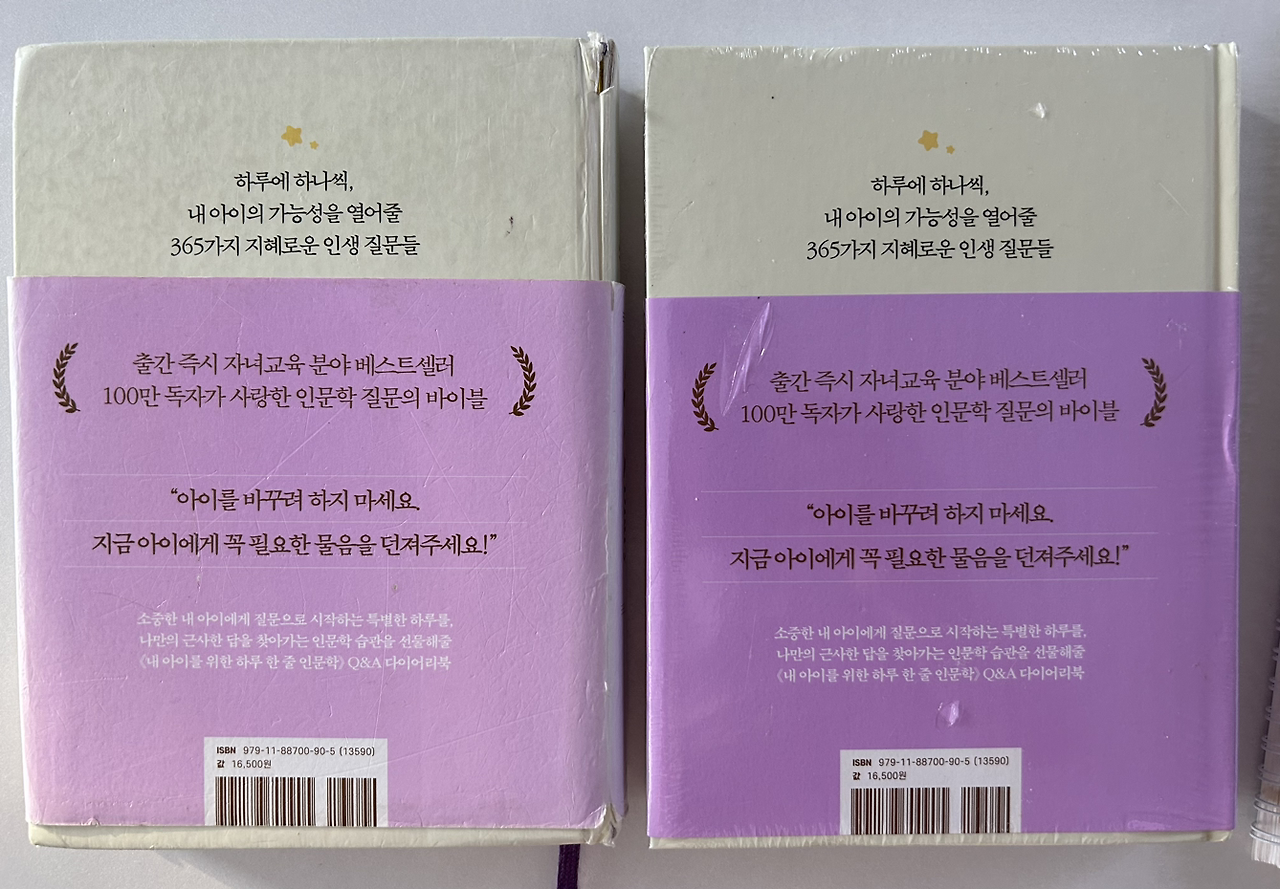 하루에 하나씩,
내 아이의 가능성을 열어줄
365가지 지혜로운 인생 질문들
출간 즉시 자녀교육 분야 베스트셀러
100만 독자가 사랑한 인문학 질문의 바이블
“아이를 바꾸려 하지 마세요.
지금 아이에게 꼭 필요한 물음을 던져주세요!”
소중한 내 아이에게 질문으로 시작하는 특별한 하루를,
나만의 근사한 답을 찾아가는 인문학 습관을 선물해줄
《내 아이를 위한 하루 한 줄 인문학》 Q&A 다이어리북
ISBN 979-11-88700-90-5 (13590)
값 16,500원
하루에 하나씩,
내 아이의 가능성을 열어줄
365가지 지혜로운 인생 질문들
출간 즉시 자녀교육 분야 베스트셀러
100만 독자가 사랑한 인문학 질문의 바이블
“아이를 바꾸려 하지 마세요.
지금 아이에게 꼭 필요한 물음을 던져주세요!”
소중한 내 아이에게 질문으로 시작하는 특별한 하루를,
나만의 근사한 답을 찾아가는 인문학 습관을 선물해줄
《내 아이를 위한 하루 한 줄 인문학》 Q&A 다이어리북
ISBN 979-11-88700-90-5 (13590)
값 16,500원